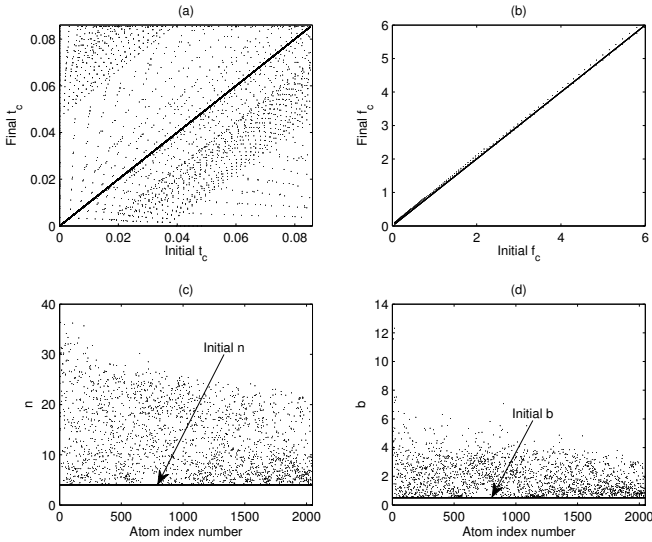 (a)
0.08
0.06
0.04
0.02
0
0 0.02 0.04 0.06 0.08
Final t_c
Initial t_c
(b)
6
5
4
3
2
1
0
2 4 6
Final f_c
Initial f_c
(c)
40
30
20
10
0
0 500 1000 1500 2000
n
Initial n
Atom index number
(d)
14
12
10
8
6
4
2
0
0 500 1000 1500 2000
b
Initial b
Atom index number